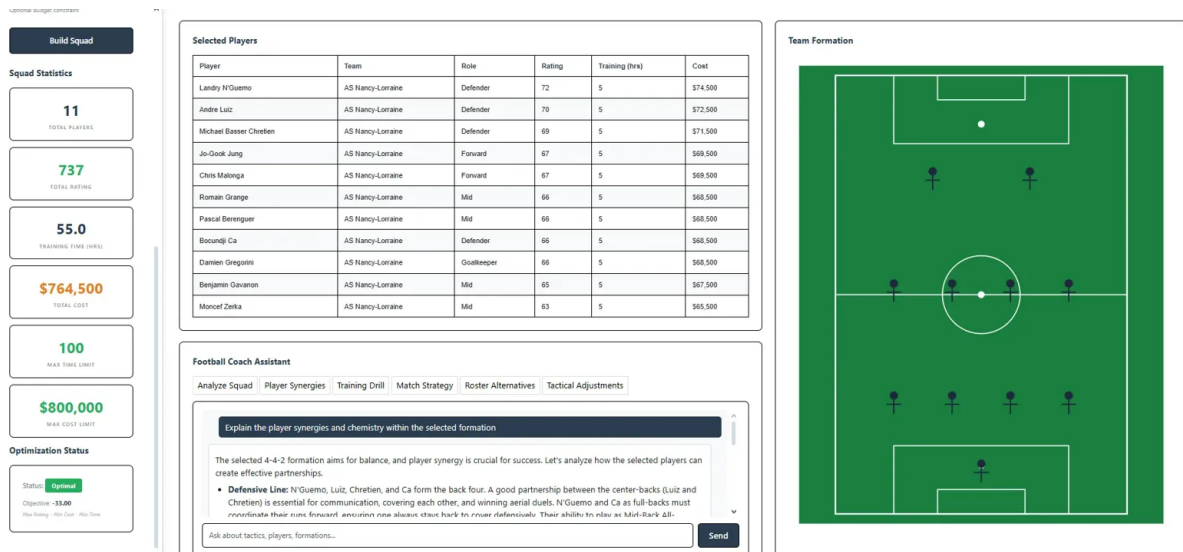 Optional budget constraint
Build Squad
Squad Statistics
11
TOTAL PLAYERS
737
TOTAL RATING
55.0
TRAINING TIME (HRS)
$764,500
TOTAL COST
100
MAX TIME LIMIT
$800,000
MAX COST LIMIT
Optimization Status
Status: Optimal
Objective: -33.00
Max Rating - Min Cost - Min Time
Selected Players
Player Team Role Rating Training (hrs) Cost
Landry N'Guemo AS Nancy-Lorraine Defender 72 5 $74,500
Andre Luiz AS Nancy-Lorraine Defender 70 5 $72,500
Michael Basser Chretien AS Nancy-Lorraine Defender 69 5 $71,500
Jo-Gook Jung AS Nancy-Lorraine Forward 67 5 $69,500
Chris Malonga AS Nancy-Lorraine Forward 67 5 $69,500
Romain Grange AS Nancy-Lorraine Mid 66 5 $68,500
Pascal Berenguer AS Nancy-Lorraine Mid 66 5 $68,500
Bocundji Ca AS Nancy-Lorraine Defender 66 5 $68,500
Damien Gregorini AS Nancy-Lorraine Goalkeeper 66 5 $68,500
Benjamin Gavanon AS Nancy-Lorraine Mid 65 5 $67,500
Moncef Zerka AS Nancy-Lorraine Mid 63 5 $65,500
Football Coach Assistant
Analyze Squad Player Synergies Training Drill Match Strategy Roster Alternatives Tactical Adjustments
Explain the player synergies and chemistry within the selected formation
The selected 4-4-2 formation aims for balance, and player synergy is crucial for success. Let's analyze how the selected players can
create effective partnerships.
• Defensive Line: N'Guemo, Luiz, Chretien, and Ca form the back four. A good partnership between the center-backs (Luiz and
Chretien) is essential for communication, covering each other, and winning aerial duels. N'Guemo and Ca as full-backs must
coordinate their runs forward, ensuring one always stays back to cover defensively. Their ability to play as Mid-Back All-
Ask about tactics, players, formations...
Send
Team Formation